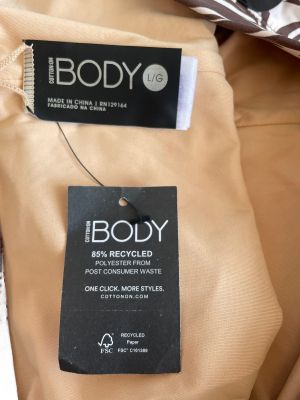 COTTON:ON
BODY
L/G
MADE IN CHINA | RN129164
FABRICADO NA CHINA
COTTON:ON
BODY
85% RECYCLED
POLYESTER FROM
POST CONSUMER WASTE
ONE CLICK. MORE STYLES.
COTTONON.COM
FSC
RECYCLED
Paper
FSC® C161388